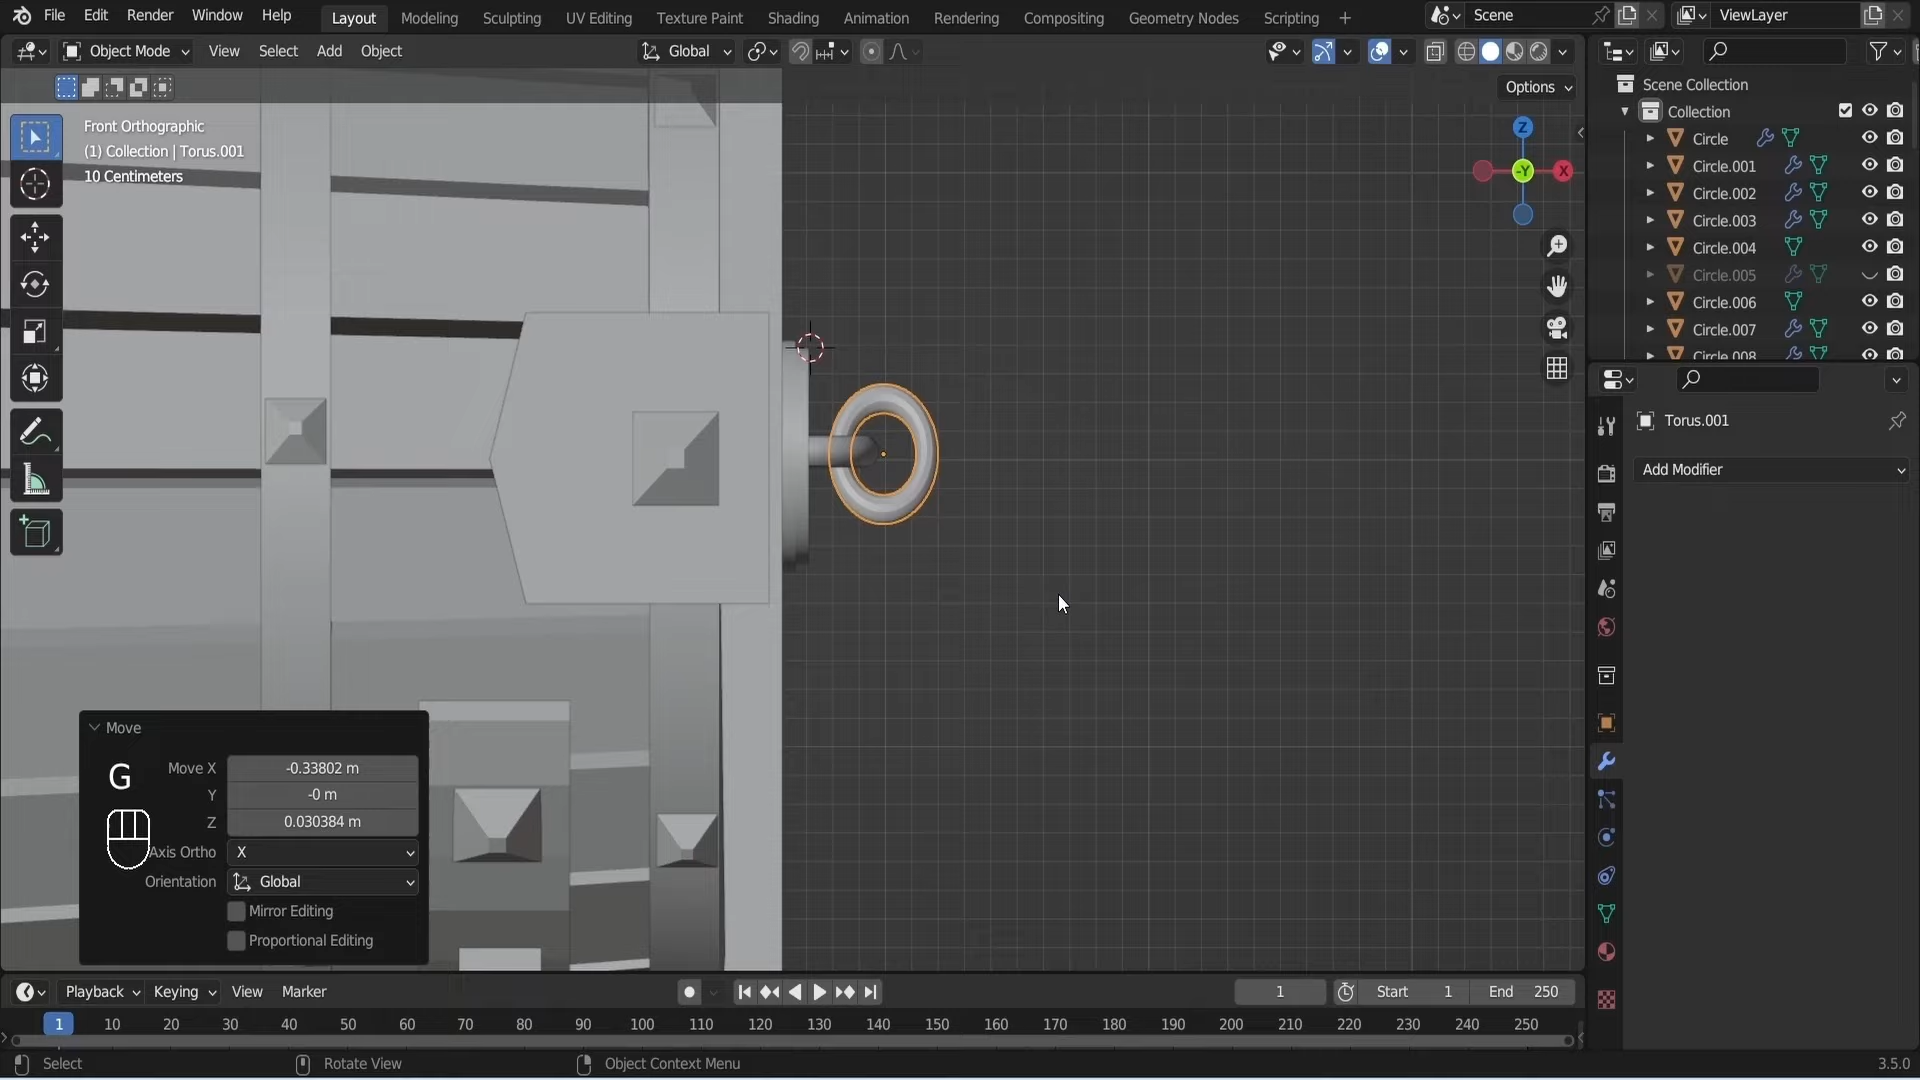 File Edit Render Window Help Layout Modeling Sculpting UV Editing Texture Paint Shading Animation Rendering Compositing Geometry Nodes Scripting Scene ViewLayer
Object Mode View Select Add Object Global
Options
Front Orthographic
(1) Collection | Torus.001
10 Centimeters
Z
-Y
X
Scene Collection
Collection
Circle
Circle.001
Circle.002
Circle.003
Circle.004
Circle.005
Circle.006
Circle.007
Circle.008
Torus.001
Add Modifier
Move
G
Move X -0.33802 m
Y -0 m
Z 0.030384 m
Axis Ortho X
Orientation Global
Mirror Editing
Proportional Editing
Playback Keying View Marker 1 Start 1 End 250
1 10 20 30 40 50 60 70 80 90 100 110 120 130 140 150 160 170 180 190 200 210 220 230 240 250
Select Rotate View Object Context Menu 3.5.0